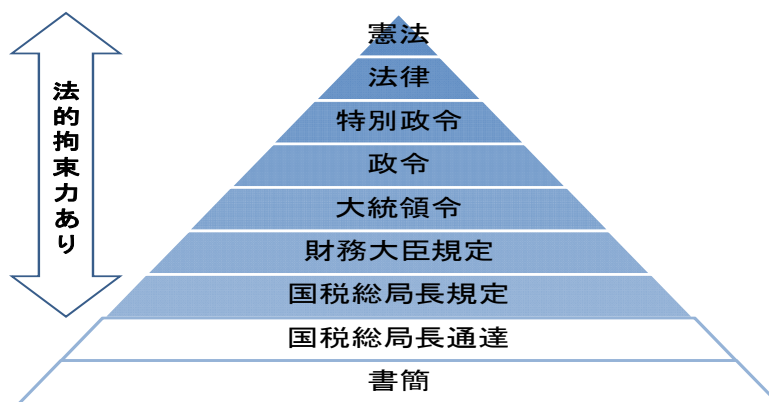 憲法
法律
特別政令
政令
大統領令
財務大臣規定
国税総局長規定
国税総局長通達
書簡
法的拘束力あり